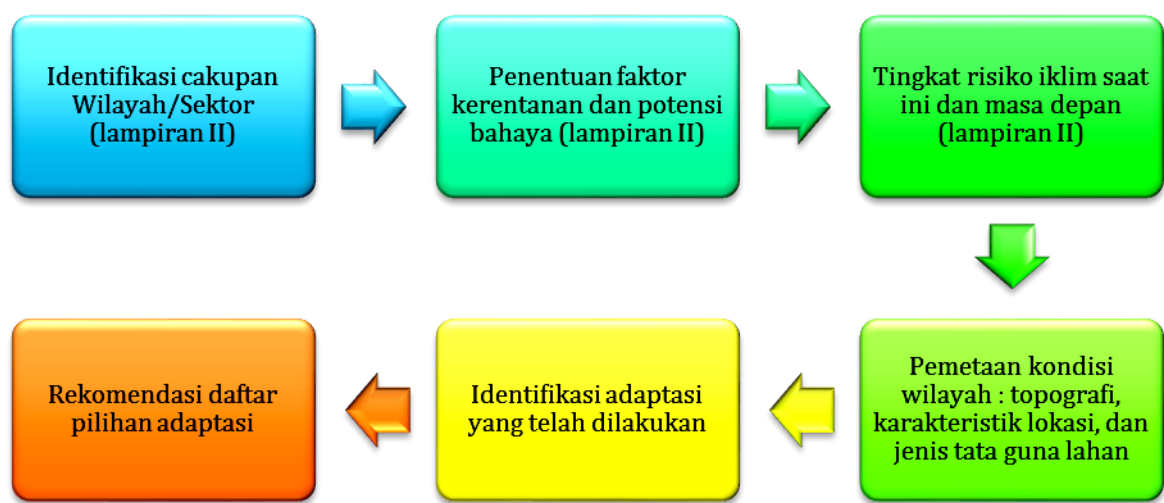 Identifikasi cakupan
Wilayah/Sektor
(lampiran II)
Penentuan faktor
kerentanan dan potensi
bahaya (lampiran II)
Tingkat risiko iklim saat
ini dan masa depan
(lampiran II)
Pemetaan kondisi
wilayah : topografi,
karakteristik lokasi, dan
jenis tata guna lahan
Identifikasi adaptasi
yang telah dilakukan
Rekomendasi daftar
pilihan adaptasi